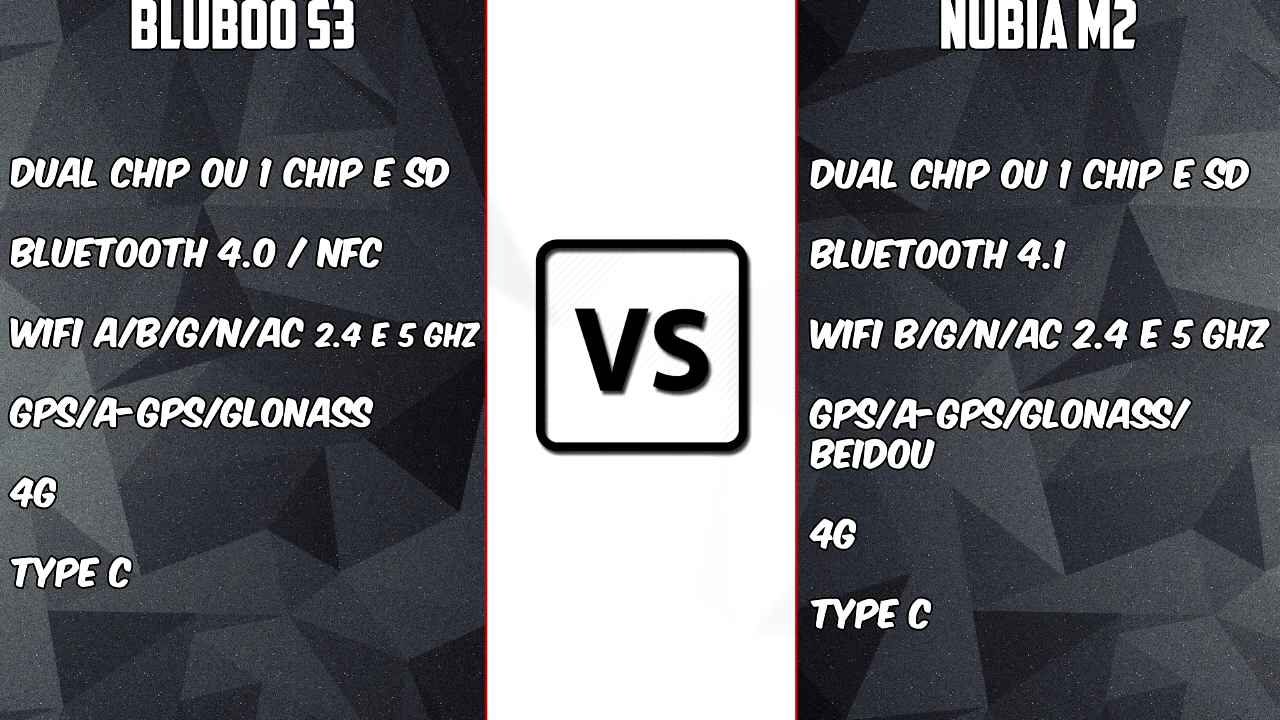 BLUBOO S3
DUAL CHIP OU 1 CHIP E SD
BLUETOOTH 4.0 / NFC
WIFI A/B/G/N/AC 2.4 E 5 GHZ
GPS/A-GPS/GLONASS
4G
TYPE C
VS
NUBIA M2
DUAL CHIP OU 1 CHIP E SD
BLUETOOTH 4.1
WIFI B/G/N/AC 2.4 E 5 GHZ
GPS/A-GPS/GLONASS/
BEIDOU
4G
TYPE C